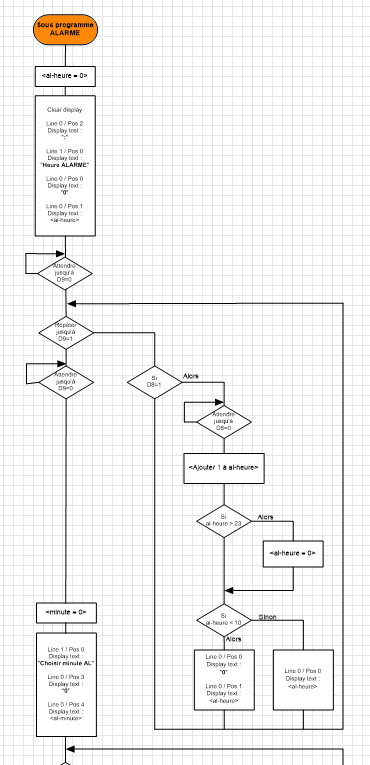 Sous programme
ALARME
<al-heure = 0>
Clear display
Line 0 / Pos 2
Display test :
":"
Line 1 / Pos 0
Display text :
"Heure ALARME"
Line 0 / Pos 0
Display text :
"0"
Line 0 / Pos 1
Display text :
<al-heure>
Attendre
jusqu'à
D9=0
Répéter
jusqu'à
D9=1
Attendre
jusqu'à
D9=0
Si
D8=1
Alors
Attendre
jusqu'à
D8=0
<Ajouter 1 à al-heure>
Si
al-heure > 23
Alors
<al-heure = 0>
Si
al-heure < 10
Sinon
Alors
Line 0 / Pos 0
Display text :
"0"
Line 0 / Pos 1
Display text :
<al-heure>
Line 0 / Pos 0
Display text :
<al-heure>
<minute = 0>
Line 1 / Pos 0
Display text :
"Choisir minute AL"
Line 0 / Pos 3
Display text :
"0"
Line 0 / Pos 4
Display text :
<al-minute>